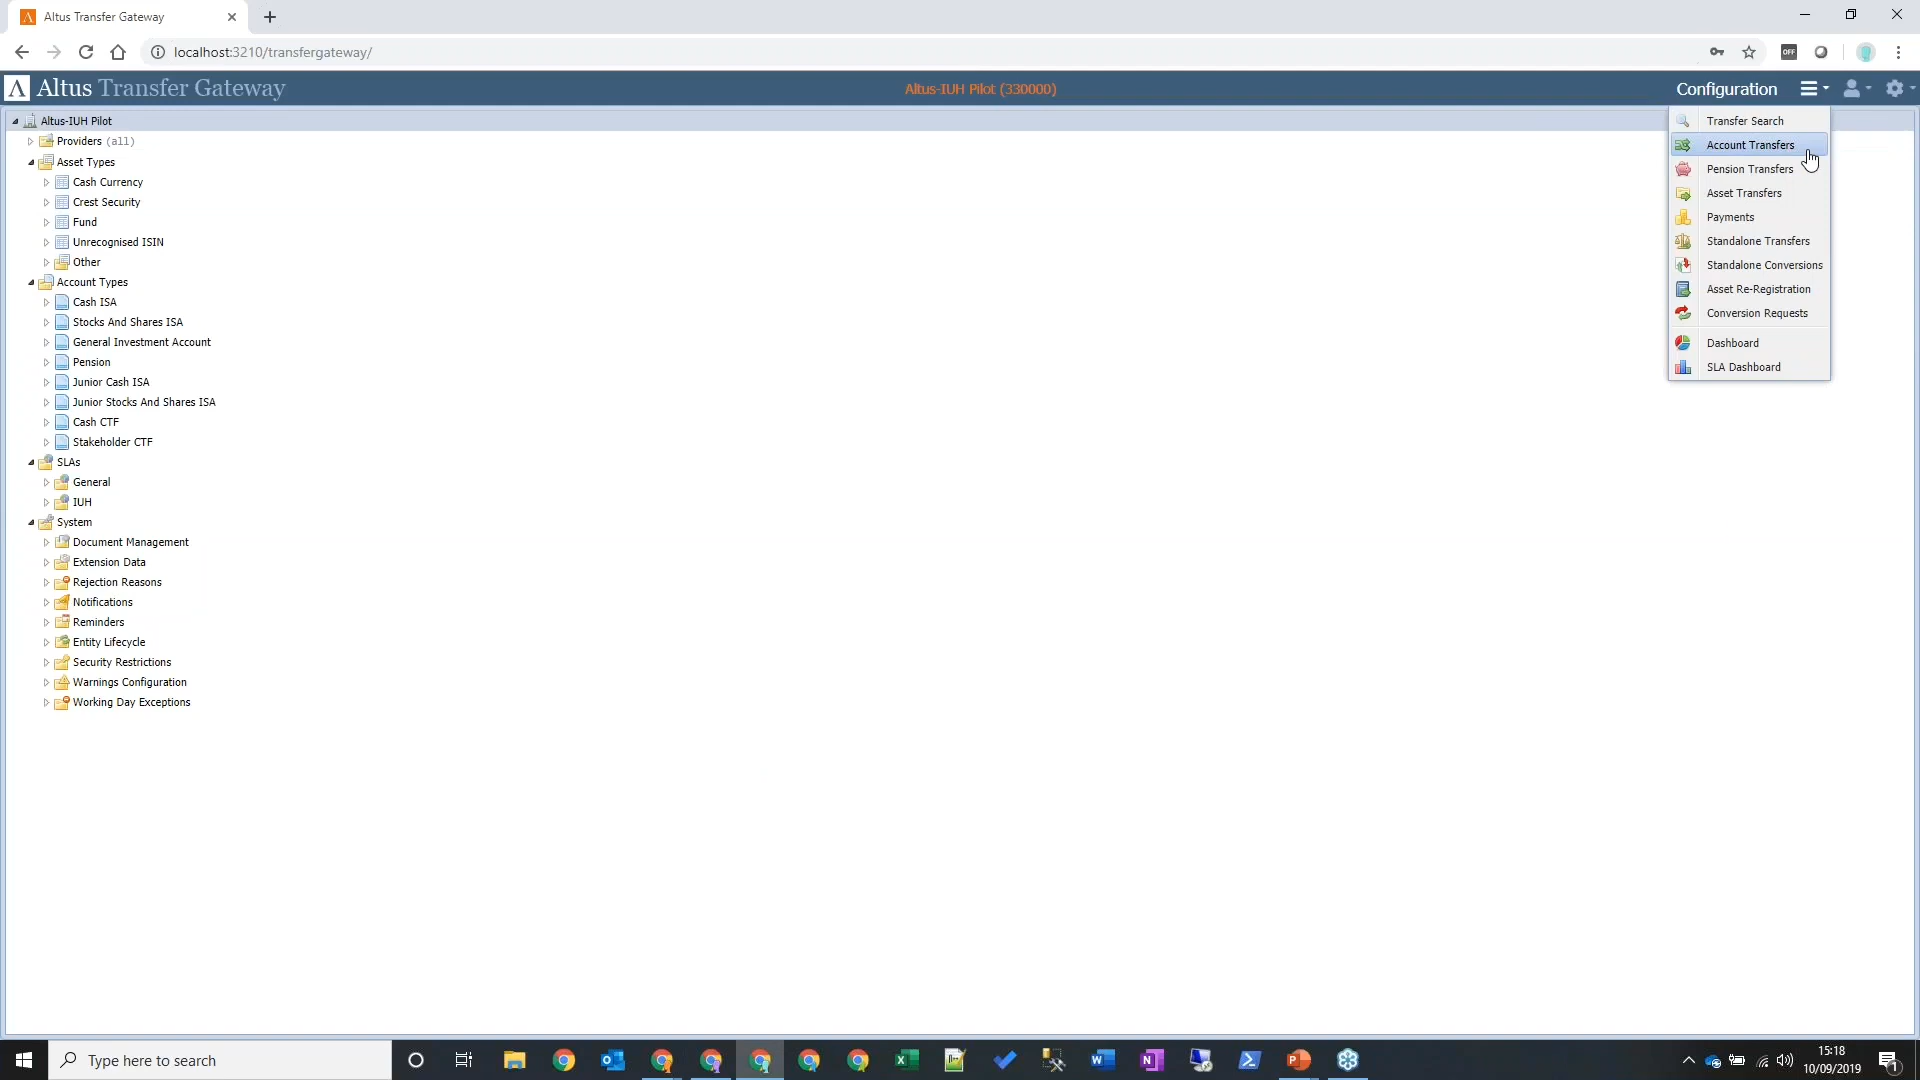 Altus Transfer Gateway
localhost:3210/transfergateway/
OFF
Altus Transfer Gateway
Altus-IUH Pilot (330000)
Configuration
Altus-IUH Pilot
Providers (all)
Asset Types
Cash Currency
Crest Security
Fund
Unrecognised ISIN
Other
Account Types
Cash ISA
Stocks And Shares ISA
General Investment Account
Pension
Junior Cash ISA
Junior Stocks And Shares ISA
Cash CTF
Stakeholder CTF
SLAs
General
IUH
System
Document Management
Extension Data
Rejection Reasons
Notifications
Reminders
Entity Lifecycle
Security Restrictions
Warnings Configuration
Working Day Exceptions
Transfer Search
Account Transfers
Pension Transfers
Asset Transfers
Payments
Standalone Transfers
Standalone Conversions
Asset Re-Registration
Conversion Requests
Dashboard
SLA Dashboard
Type here to search
15:18
10/09/2019
1